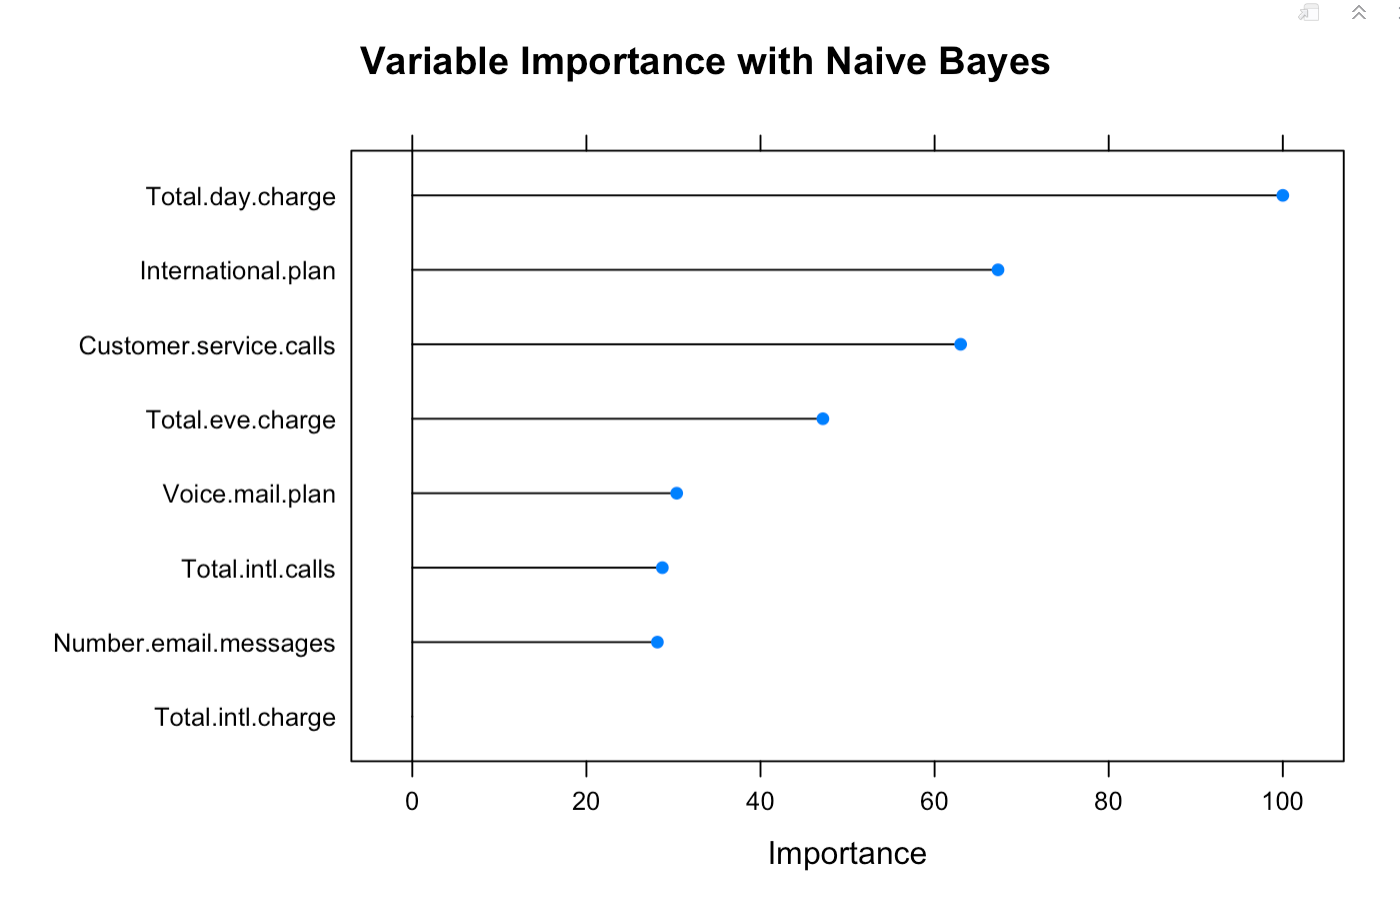 Variable Importance with Naive Bayes
Total.day.charge
International.plan
Customer.service.calls
Total.eve.charge
Voice.mail.plan
Total.intl.calls
Number.email.messages
Total.intl.charge
0 20 40 60 80 100
Importance